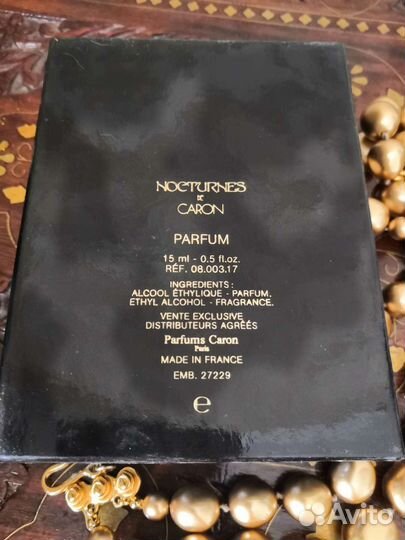 NOCTURNES
DE
CARON
PARFUM
15 ml - 0.5 fl.oz.
RÉF. 08.003.17
INGREDIENTS :
ALCOOL ÉTHYLIQUE - PARFUM.
ETHYL ALCOHOL - FRAGRANCE.
VENTE EXCLUSIVE
DISTRIBUTEURS AGRÉÉS
Parfums Caron
Paris
MADE IN FRANCE
EMB. 27229
℮
Avito